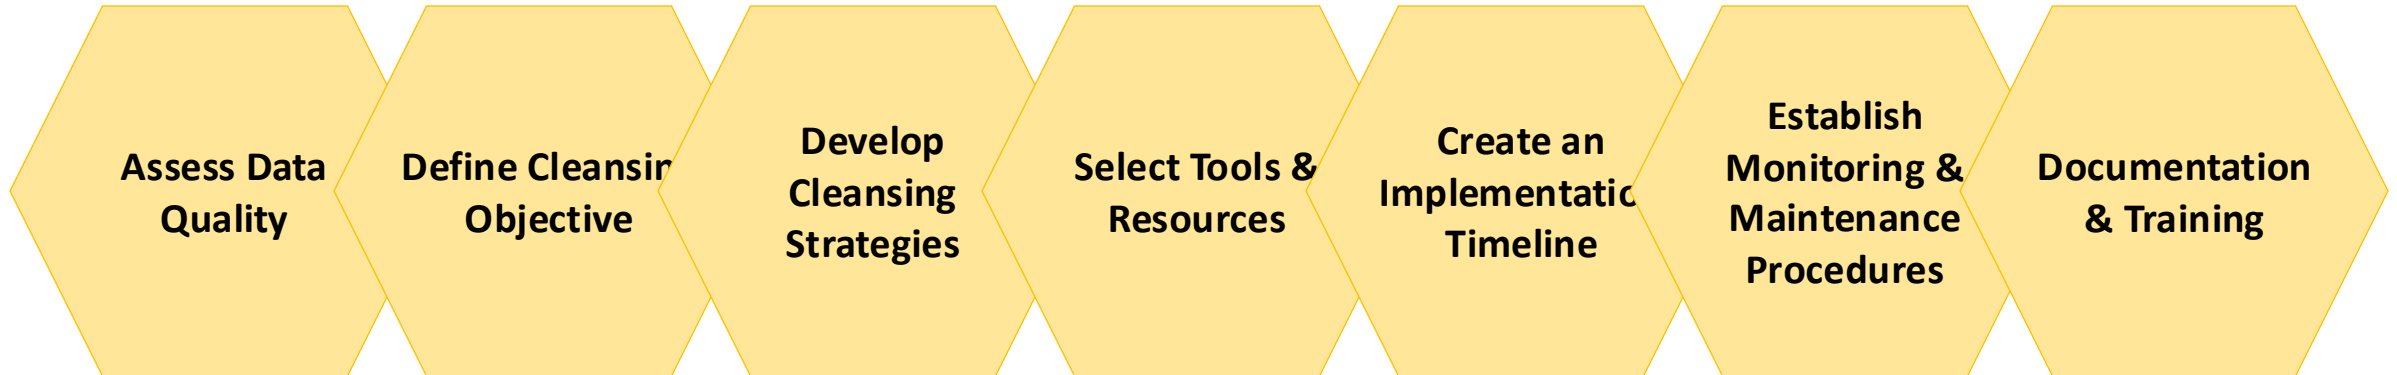 Assess Data
Quality
Define Cleansin
Objective
Develop
Cleansing
Strategies
Select Tools &
Resources
Create an
Implementatic
Timeline
Establish
Monitoring &
Maintenance
Procedures
Documentation
& Training